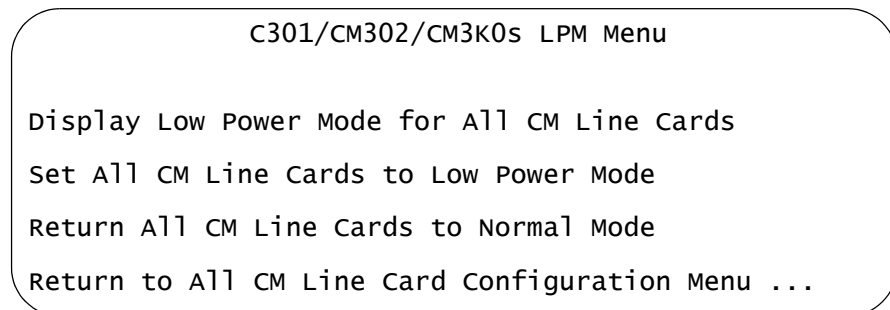 C301/CM302/CM3K0s LPM Menu
Display Low Power Mode for All CM Line Cards
Set All CM Line Cards to Low Power Mode
Return All CM Line Cards to Normal Mode
Return to All CM Line Card Configuration Menu ...